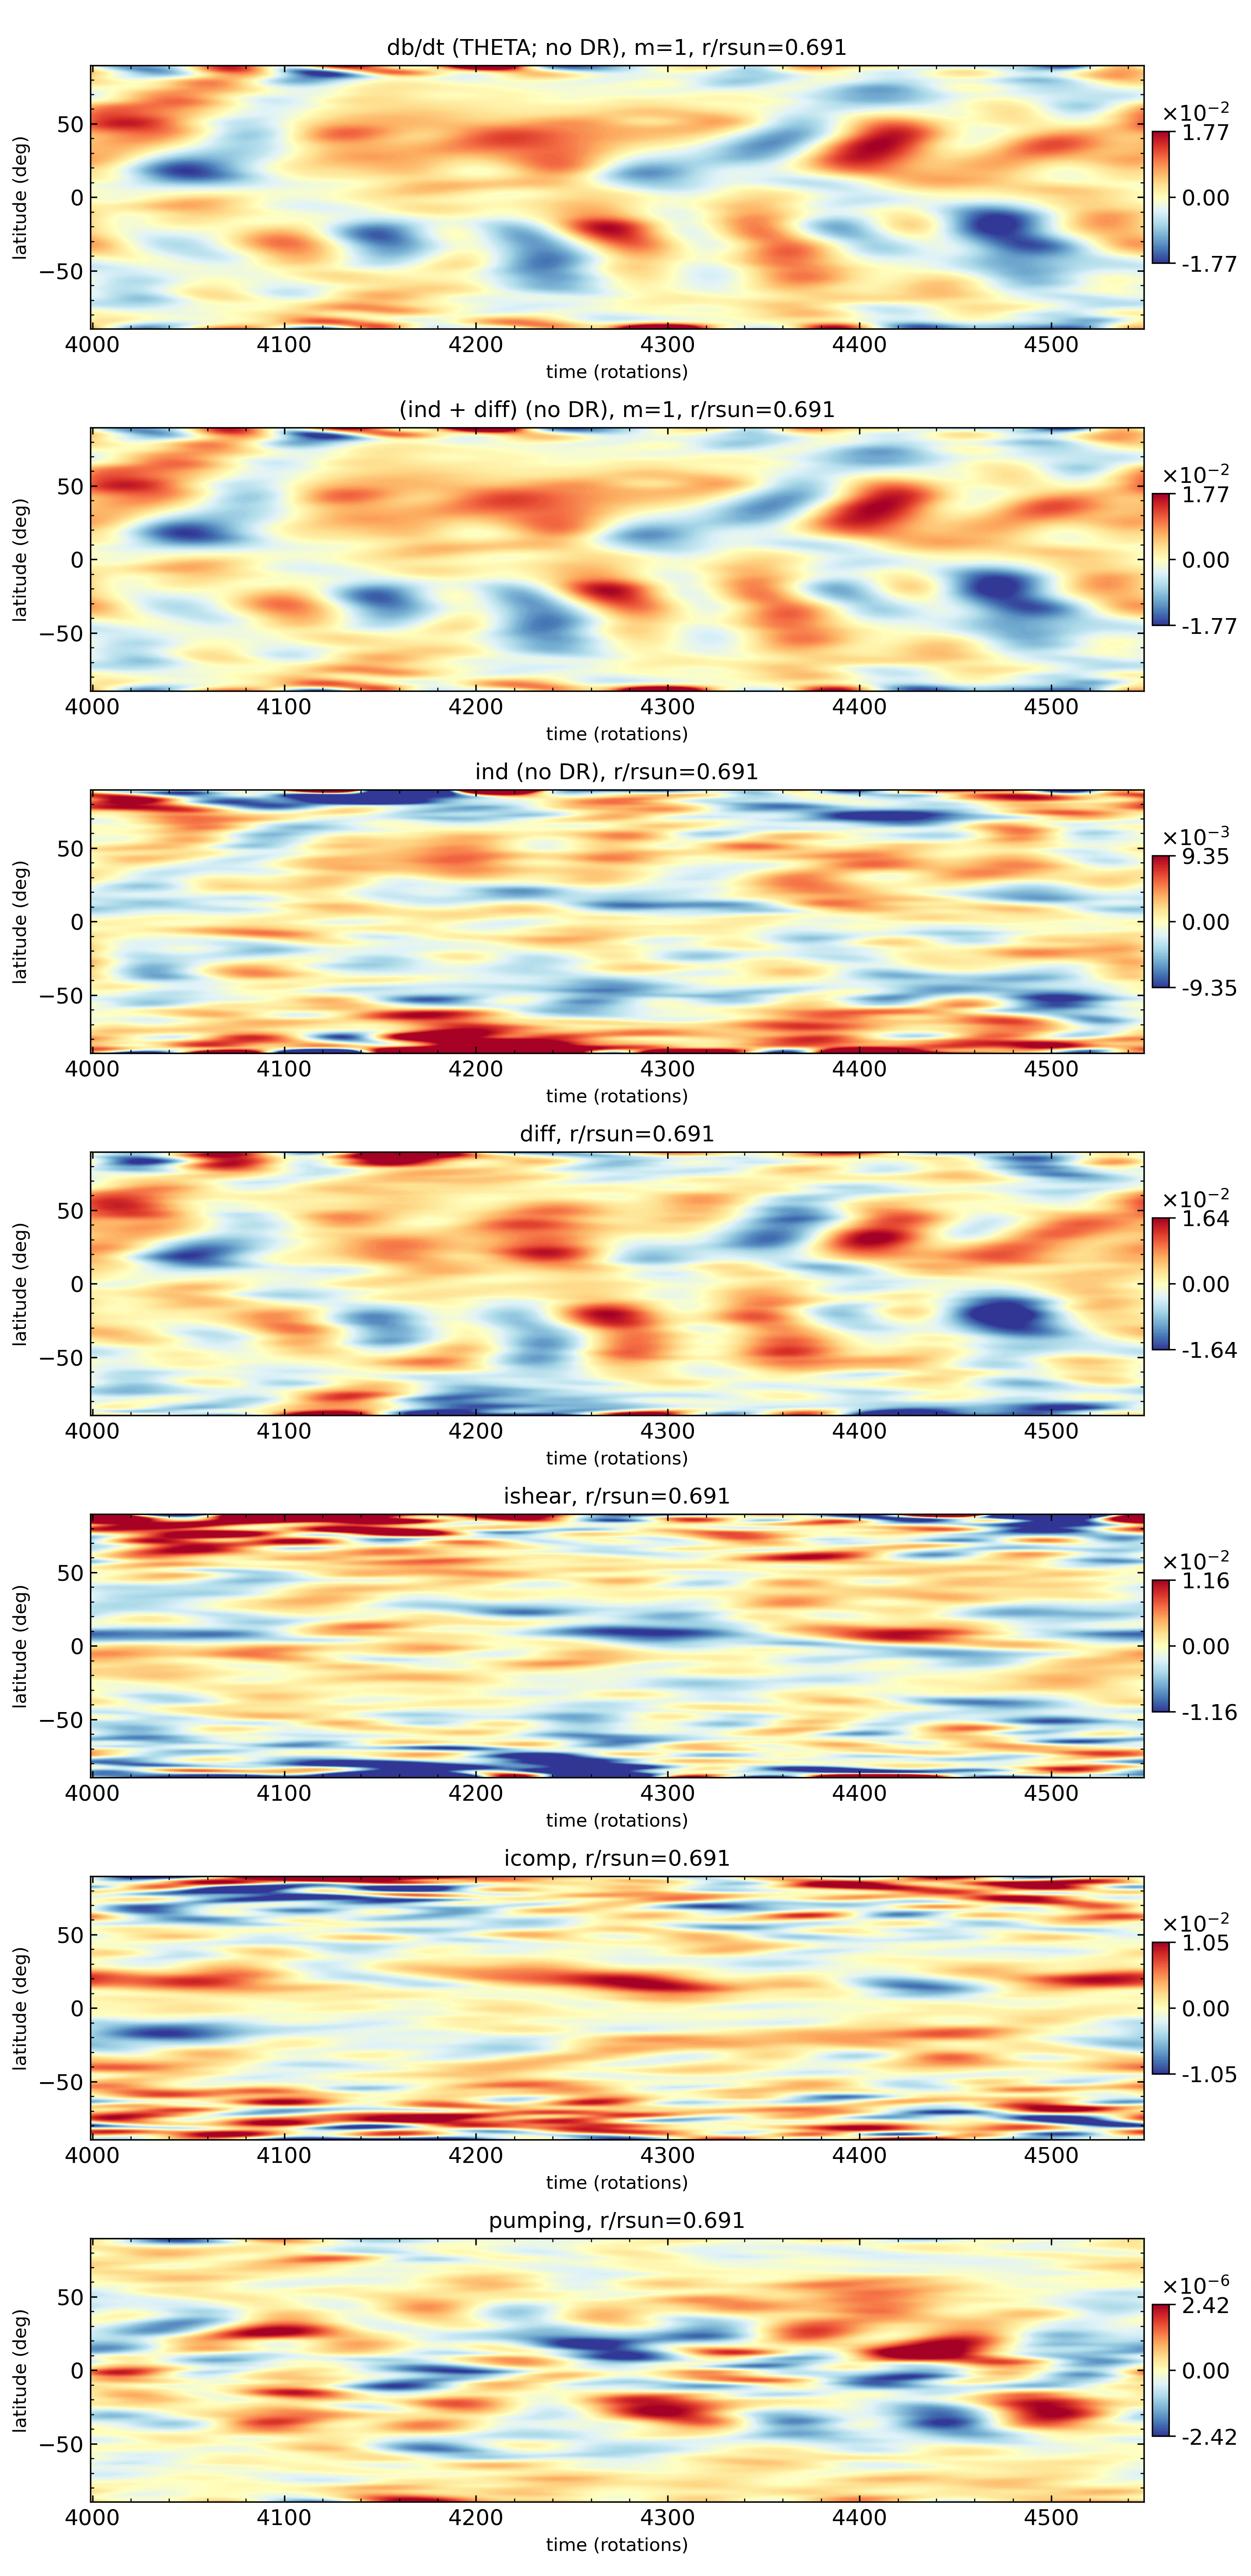 db/dt (THETA; no DR), m=1, r/rsun=0.691
×10−2
1.77
0.00
-1.77
latitude (deg)
50
0
−50
4000 4100 4200 4300 4400 4500
time (rotations)
(ind + diff) (no DR), m=1, r/rsun=0.691
×10−2
1.77
0.00
-1.77
latitude (deg)
50
0
−50
4000 4100 4200 4300 4400 4500
time (rotations)
ind (no DR), r/rsun=0.691
×10−3
9.35
0.00
-9.35
latitude (deg)
50
0
−50
4000 4100 4200 4300 4400 4500
time (rotations)
diff, r/rsun=0.691
×10−2
1.64
0.00
-1.64
latitude (deg)
50
0
−50
4000 4100 4200 4300 4400 4500
time (rotations)
ishear, r/rsun=0.691
×10−2
1.16
0.00
-1.16
latitude (deg)
50
0
−50
4000 4100 4200 4300 4400 4500
time (rotations)
icomp, r/rsun=0.691
×10−2
1.05
0.00
-1.05
latitude (deg)
50
0
−50
4000 4100 4200 4300 4400 4500
time (rotations)
pumping, r/rsun=0.691
×10−6
2.42
0.00
-2.42
latitude (deg)
50
0
−50
4000 4100 4200 4300 4400 4500
time (rotations)